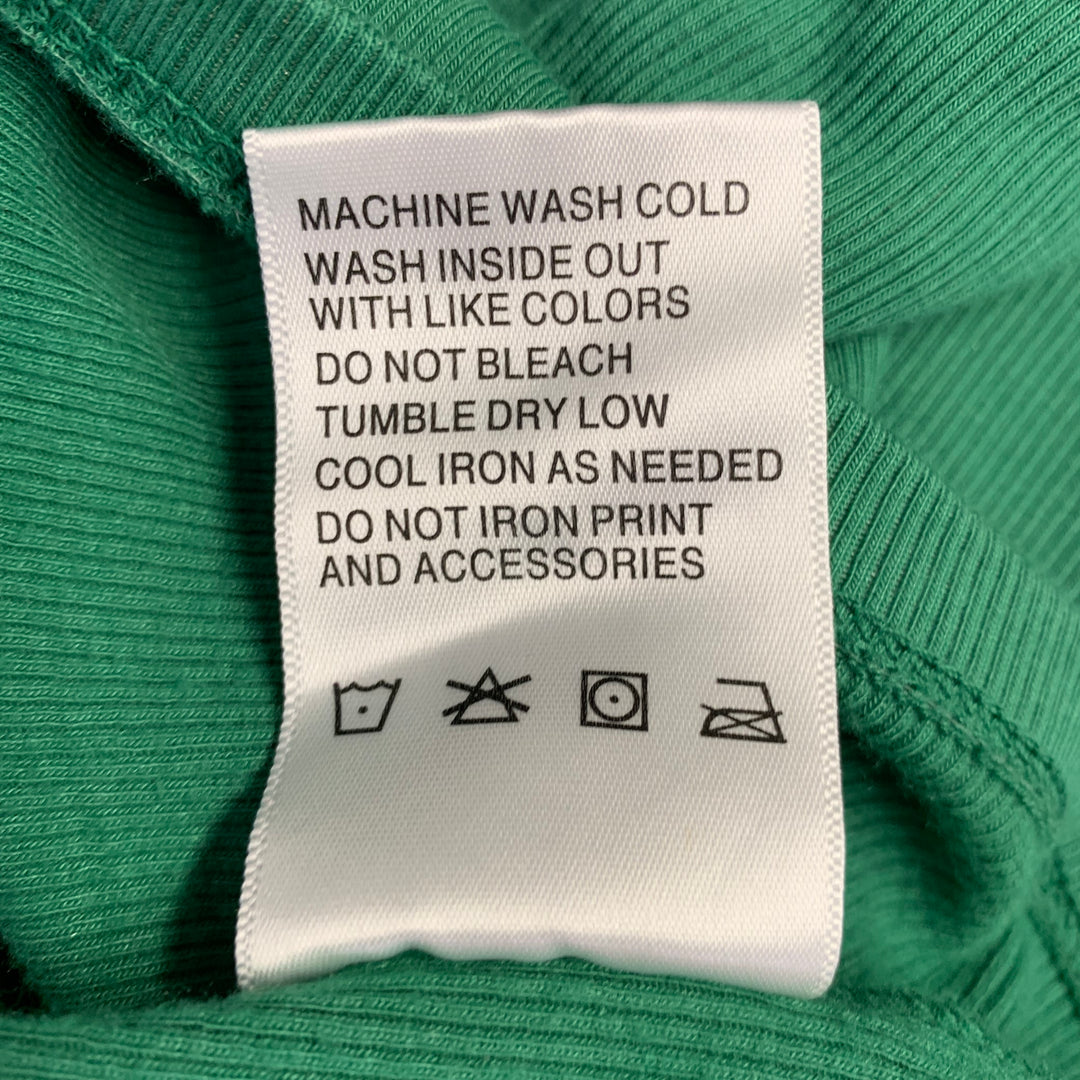 MACHINE WASH COLD
WASH INSIDE OUT
WITH LIKE COLORS
DO NOT BLEACH
TUMBLE DRY LOW
COOL IRON AS NEEDED
DO NOT IRON PRINT
AND ACCESSORIES